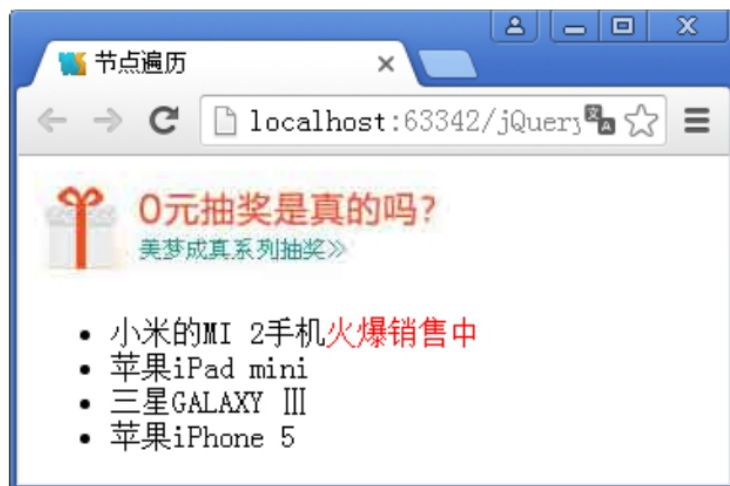 节点遍历
localhost:63342/jQuery
0元抽奖是真的吗?
美梦成真系列抽奖>>
小米的MI 2手机火爆销售中
苹果iPad mini
三星GALAXY Ⅲ
苹果iPhone 5